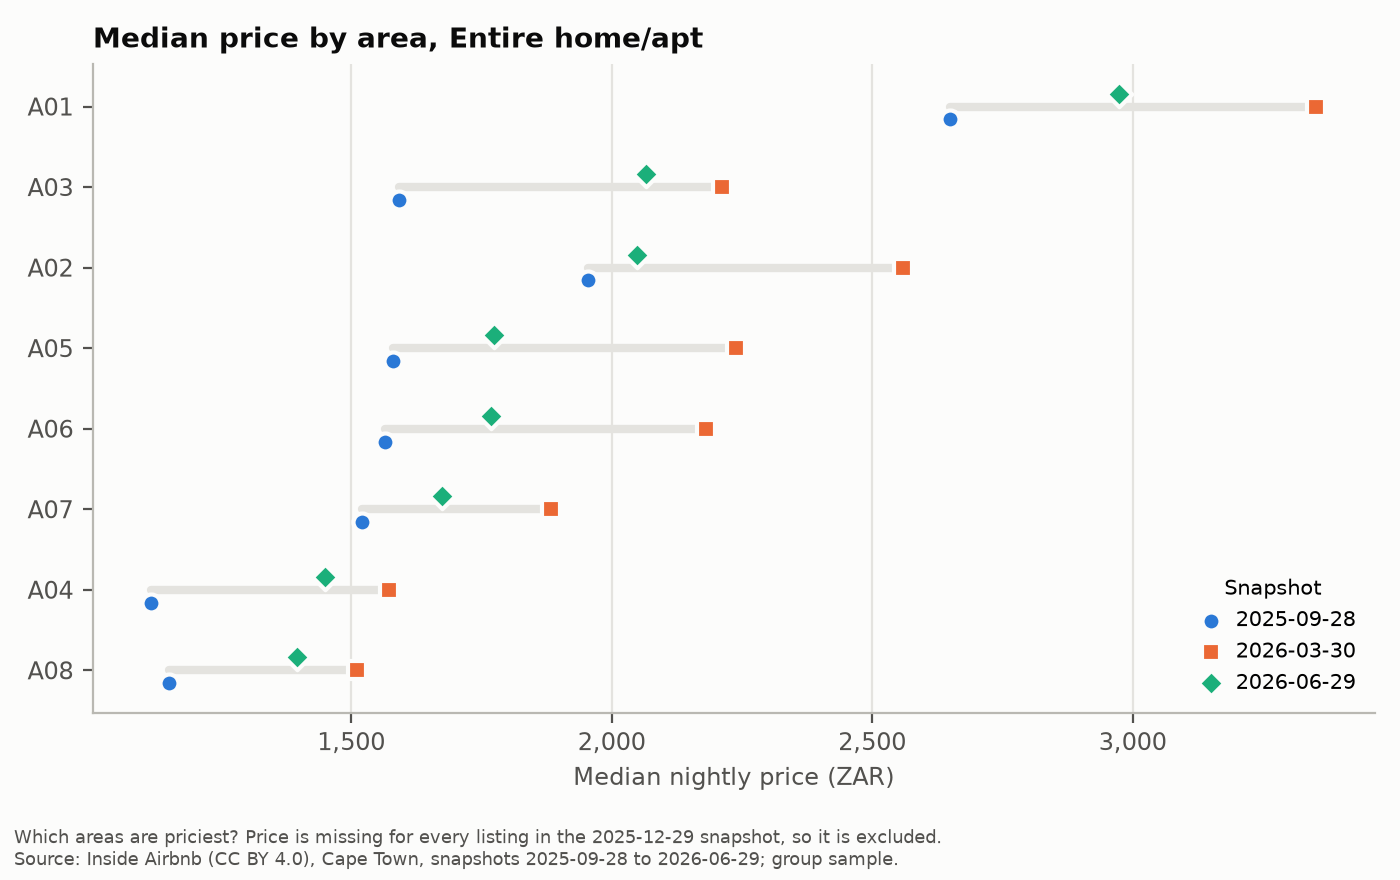 Median price by area, Entire home/apt
A01
A03
A02
A05
A06
A07
A04
A08
Snapshot
2025-09-28
2026-03-30
2026-06-29
1,500
2,000
2,500
3,000
Median nightly price (ZAR)
Which areas are priciest? Price is missing for every listing in the 2025-12-29 snapshot, so it is excluded.
Source: Inside Airbnb (CC BY 4.0), Cape Town, snapshots 2025-09-28 to 2026-06-29; group sample.